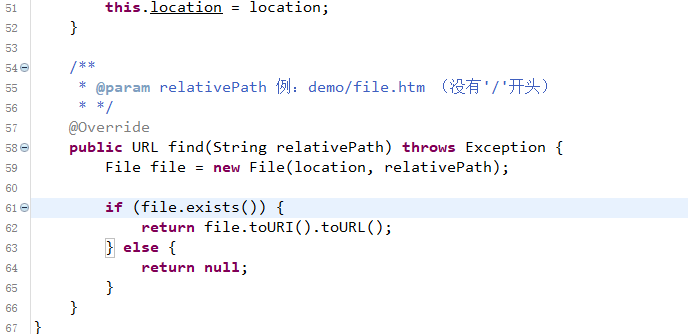 51 this.location = location;
52 }
53
54 /**
55 * @param relativePath 例：demo/file.htm （没有'/'开头）
56 * */
57 @Override
58 public URL find(String relativePath) throws Exception {
59 File file = new File(location, relativePath);
60
61 if (file.exists()) {
62 return file.toURI().toURL();
63 } else {
64 return null;
65 }
66 }
67 }